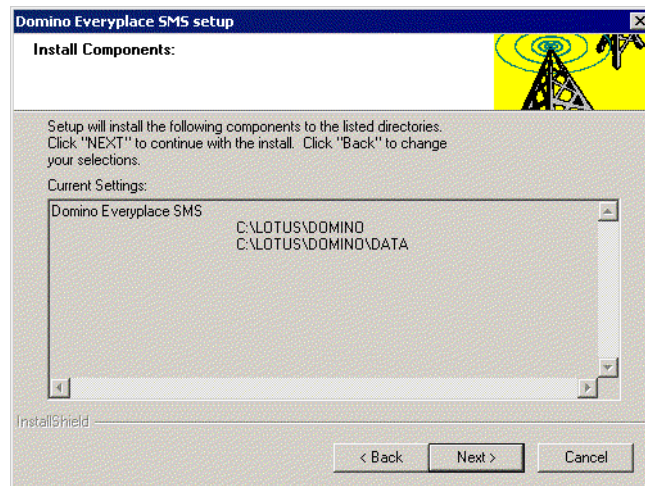 Domino Everyplace SMS setup
Install Components:
Setup will install the following components to the listed directories.
Click "NEXT" to continue with the install. Click "Back" to change
your selections.
Current Settings:
Domino Everyplace SMS
C:\LOTUS\DOMINO
C:\LOTUS\DOMINO\DATA
InstallShield
< Back Next > Cancel